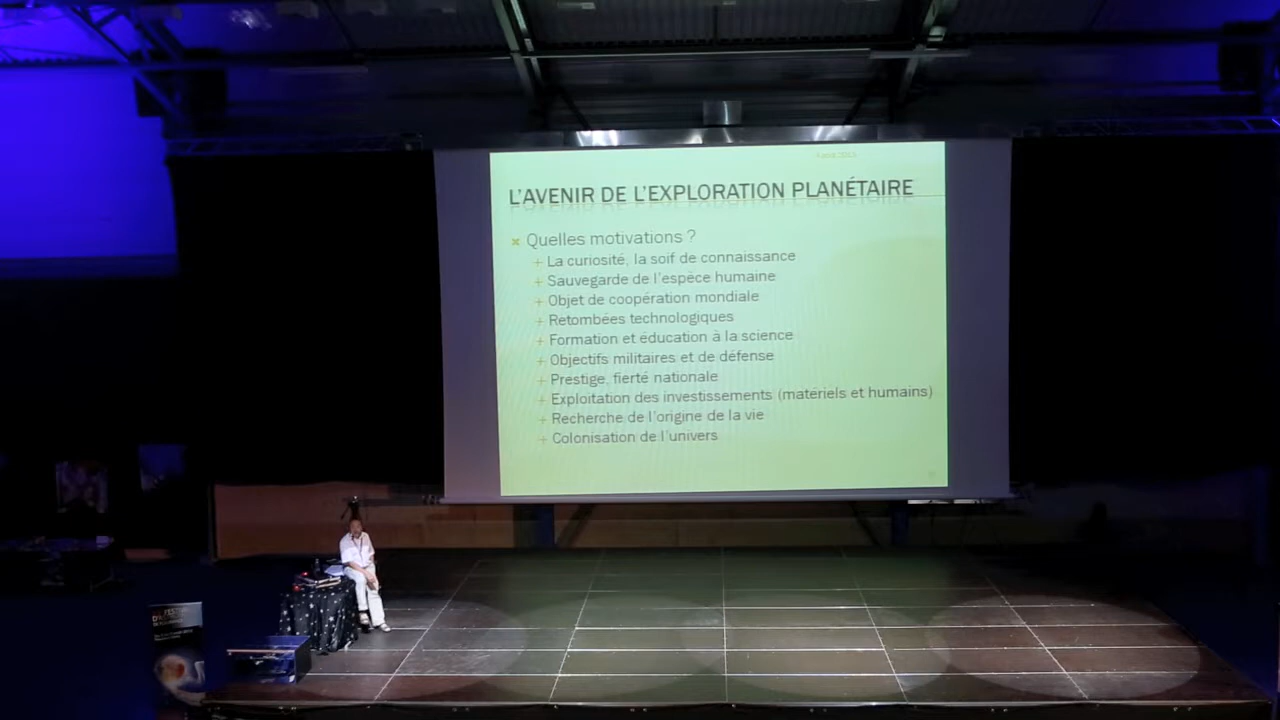 L'AVENIR DE L'EXPLORATION PLANÉTAIRE
Quelles motivations ?
La curiosité, la soif de connaissance
Sauvegarde de l'espèce humaine
Objet de coopération mondiale
Retombées technologiques
Formation et éducation à la science
Objectifs militaires et de défense
Prestige, fierté nationale
Exploitation des investissements (matériels et humains)
Recherche de l'origine de la vie
Colonisation de l'univers